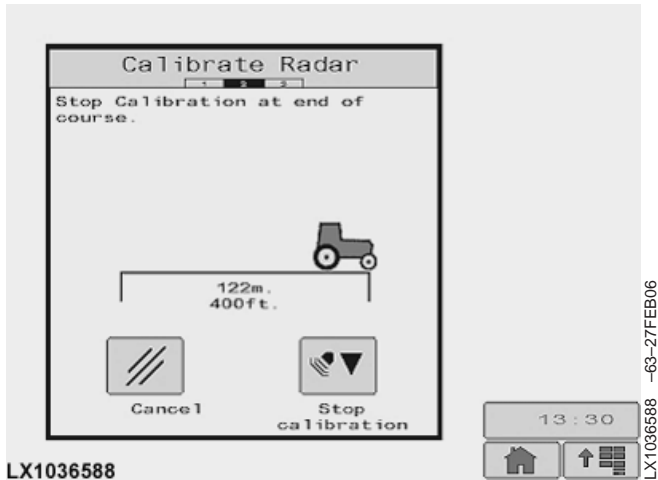 Calibrate Radar
1 2 3
Stop Calibration at end of
course.
122m.
400ft.
Cancel
Stop
calibration
13:30
LX1036588
LX1036588 –63–27FEB06